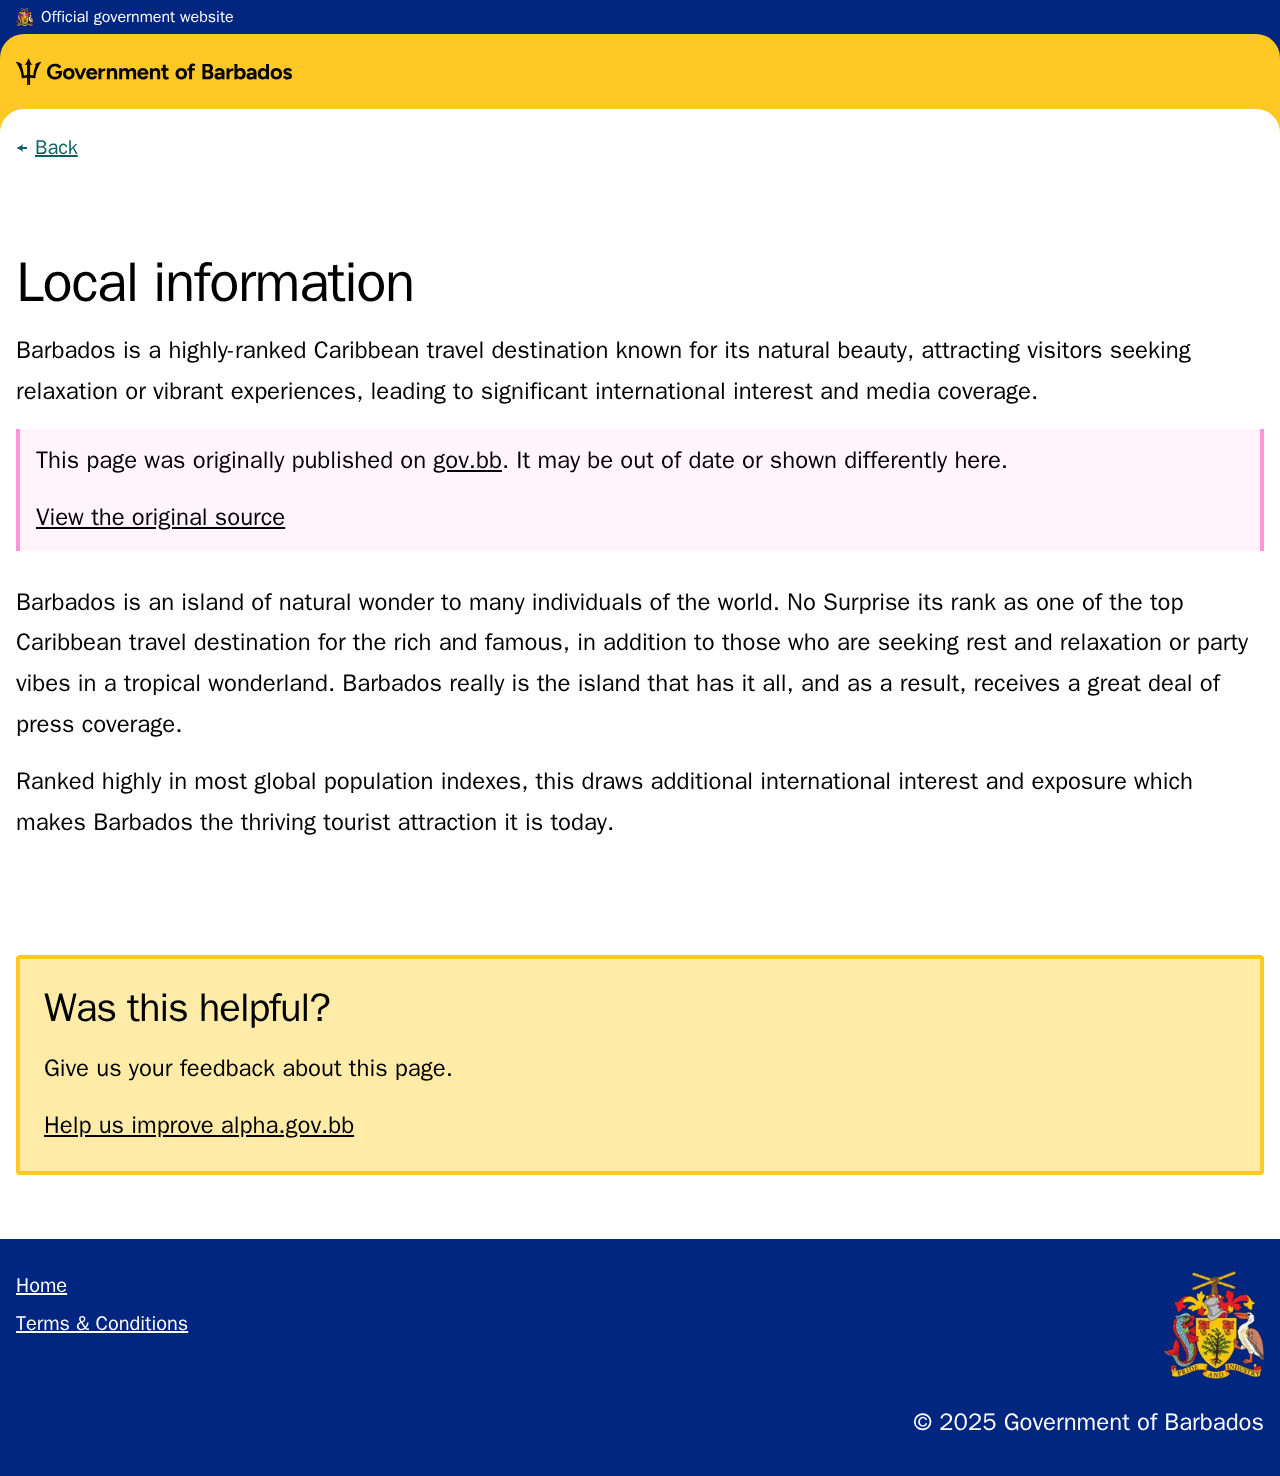 Official government website
Government of Barbados
← Back
Local information
Barbados is a highly-ranked Caribbean travel destination known for its natural beauty, attracting visitors seeking
relaxation or vibrant experiences, leading to significant international interest and media coverage.
This page was originally published on gov.bb. It may be out of date or shown differently here.
View the original source
Barbados is an island of natural wonder to many individuals of the world. No Surprise its rank as one of the top
Caribbean travel destination for the rich and famous, in addition to those who are seeking rest and relaxation or party
vibes in a tropical wonderland. Barbados really is the island that has it all, and as a result, receives a great deal of
press coverage.
Ranked highly in most global population indexes, this draws additional international interest and exposure which
makes Barbados the thriving tourist attraction it is today.
Was this helpful?
Give us your feedback about this page.
Help us improve alpha.gov.bb
Home
Terms & Conditions
PRIDE AND INDUSTRY
© 2025 Government of Barbados